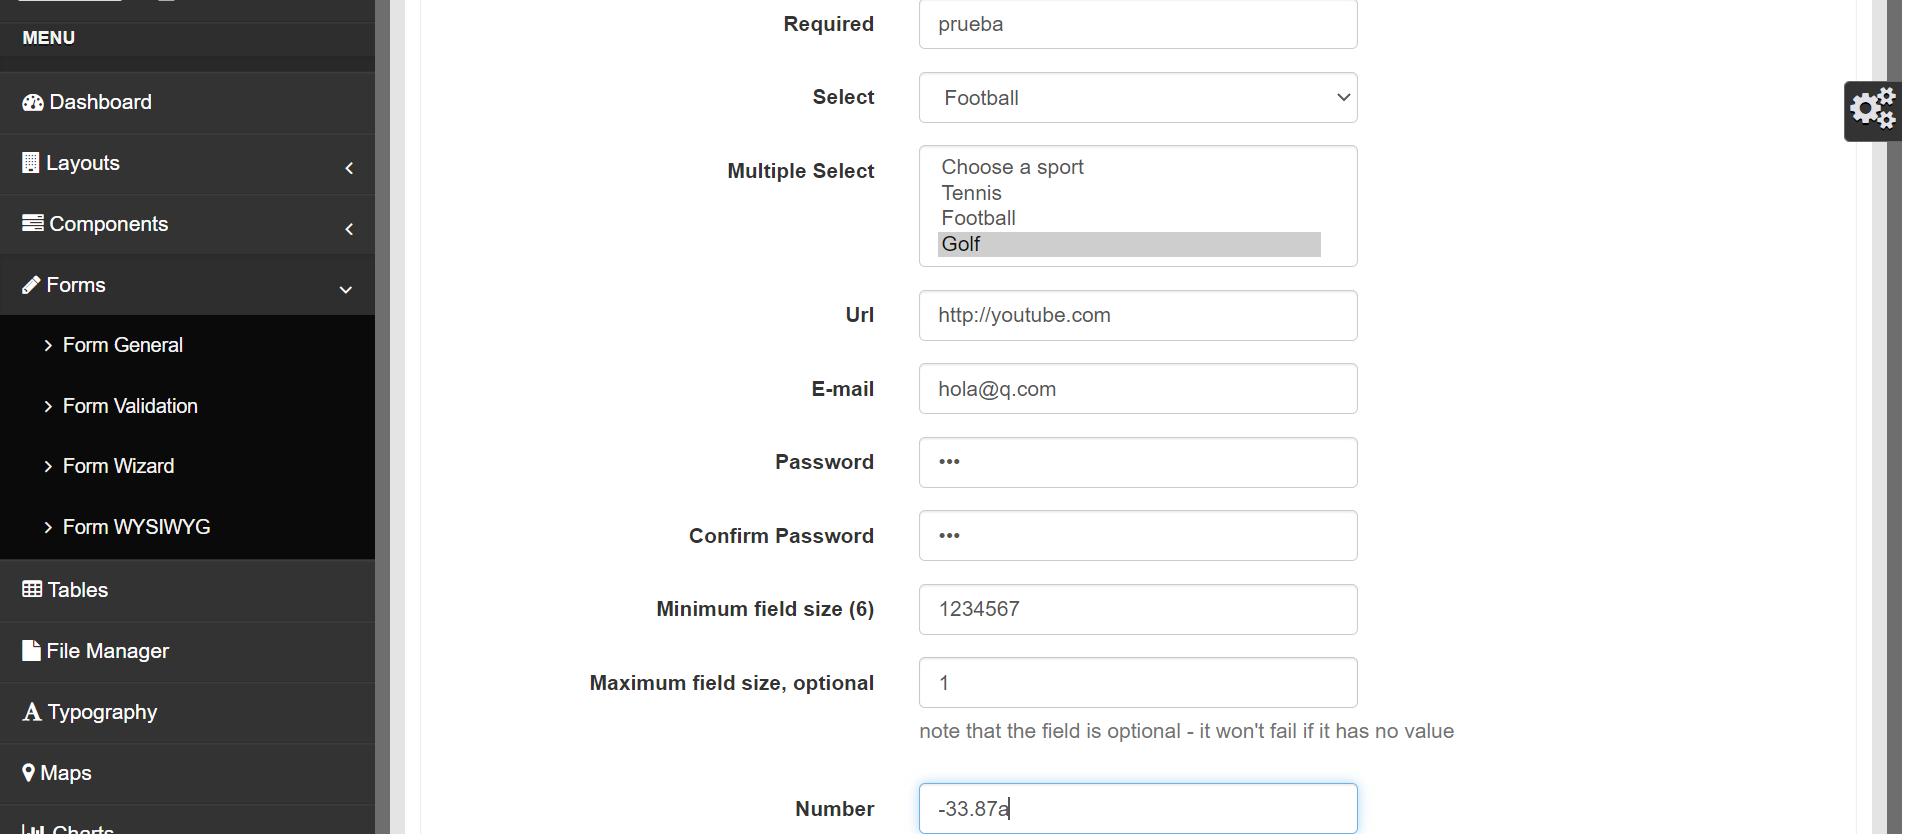 MENU
Dashboard
Layouts
Components
Forms
Form General
Form Validation
Form Wizard
Form WYSIWYG
Tables
File Manager
Typography
Maps
Charts
Required
prueba
Select
Football
Multiple Select
Choose a sport
Tennis
Football
Golf
Url
http://youtube.com
E-mail
hola@q.com
Password
•••
Confirm Password
•••
Minimum field size (6)
1234567
Maximum field size, optional
1
note that the field is optional - it won't fail if it has no value
Number
-33.87a